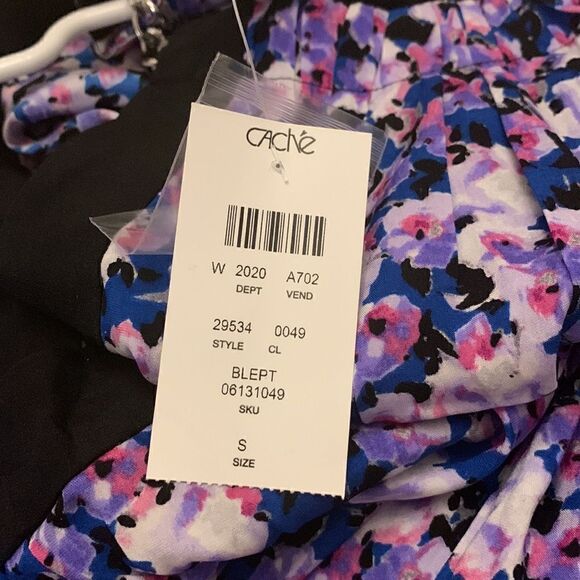 Caché
W 2020 A702
DEPT VEND
29534 0049
STYLE CL
BLEPT
06131049
SKU
S
SIZE